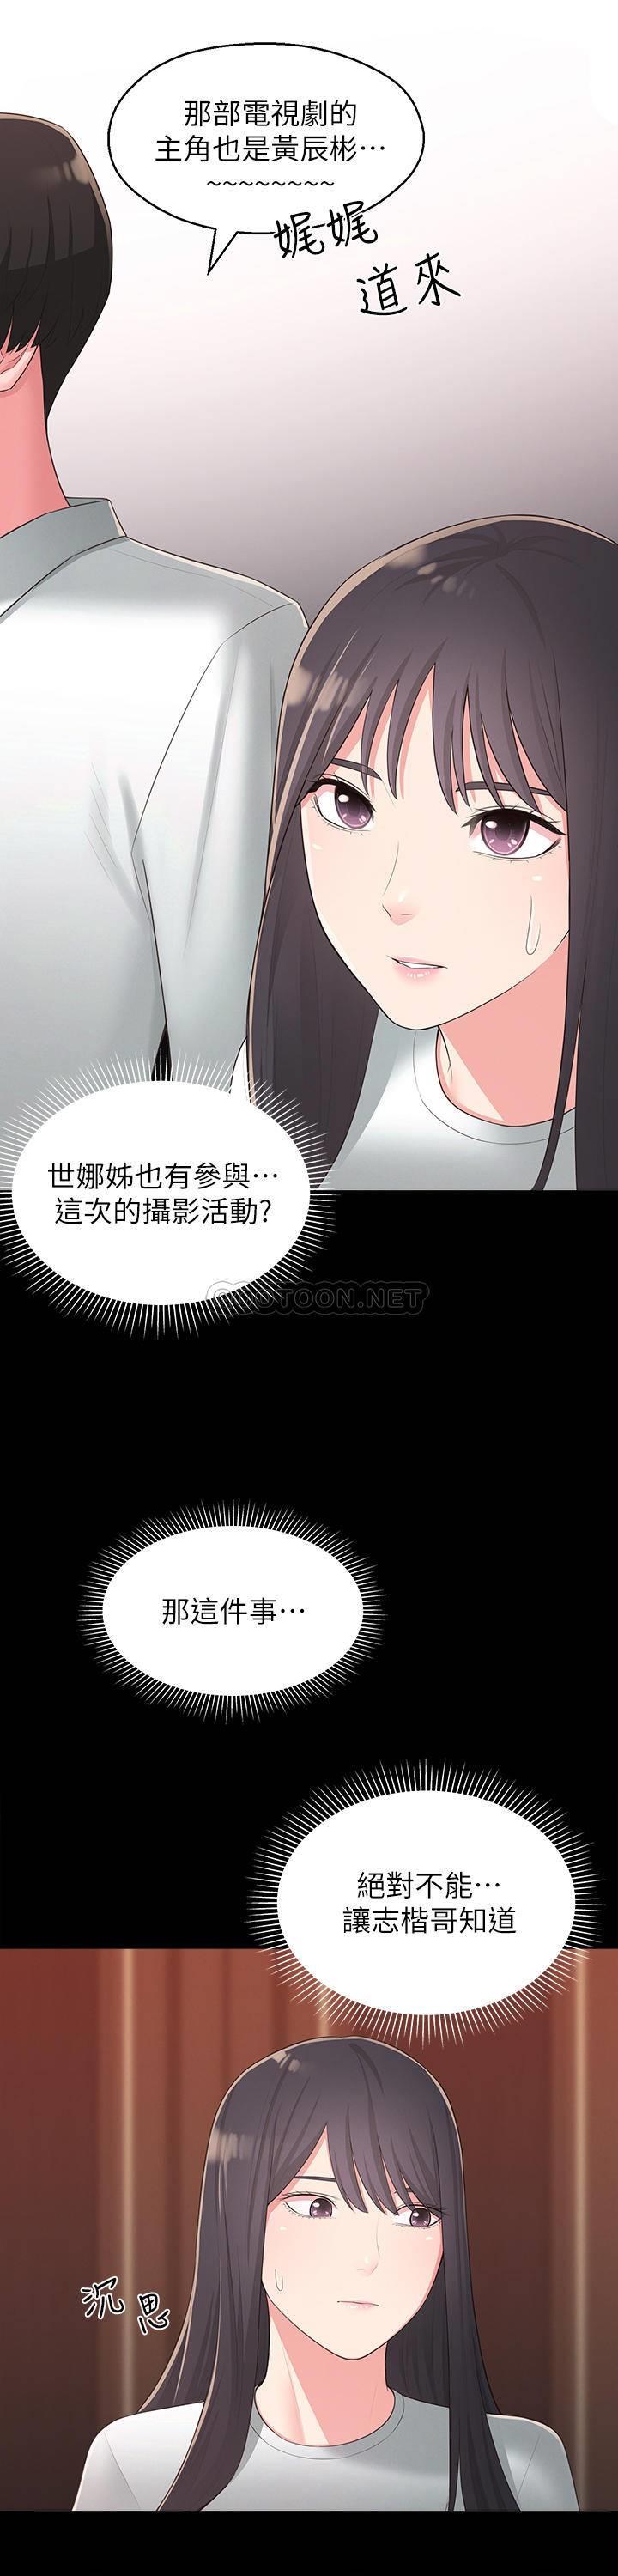 那部電視劇的
主角也是黃辰彬…
~~~~~~~~
娓娓
道來
世娜姊也有參與…
這次的攝影活動?
那這件事…
絕對不能…
讓志楷哥知道
沉思